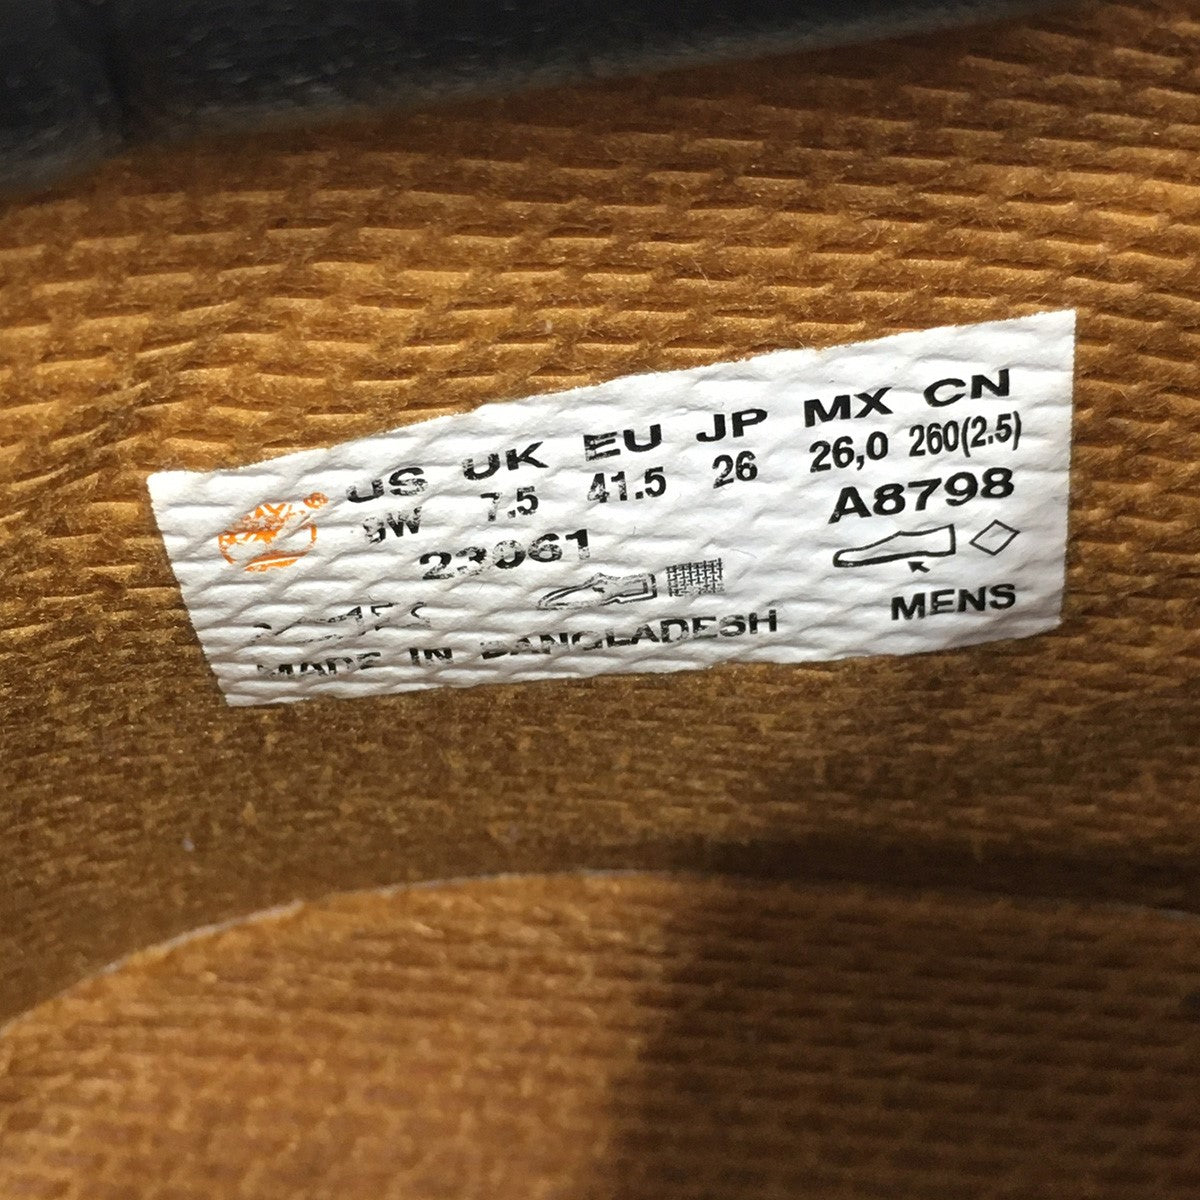 US UK EU JP MX CN
9W 7.5 41.5 26 26,0 260(2.5)
23061 A8798
MADE IN BANGLADESH MENS